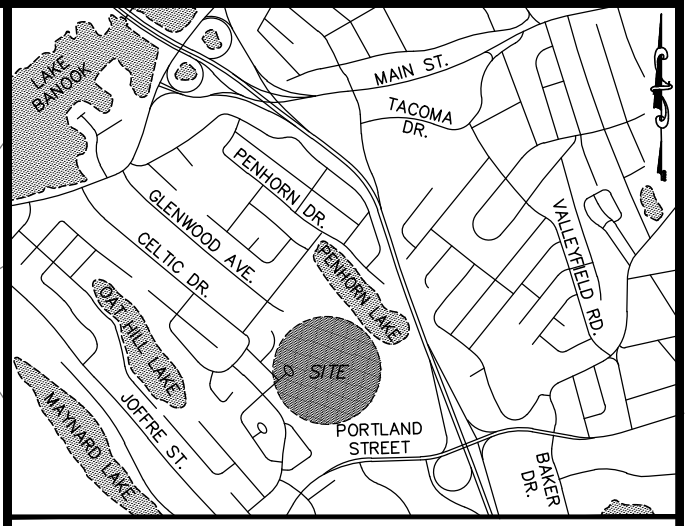 LAKE
BANOOK
MAIN ST.
TACOMA
DR.
PENHORN DR.
GLENWOOD AVE.
CELTIC DR.
VALLEYFIELD RD.
PENHORN LAKE
OAT HILL LAKE
SITE
MAYNARD LAKE
JOFFRE ST.
PORTLAND
STREET
BAKER
DR.